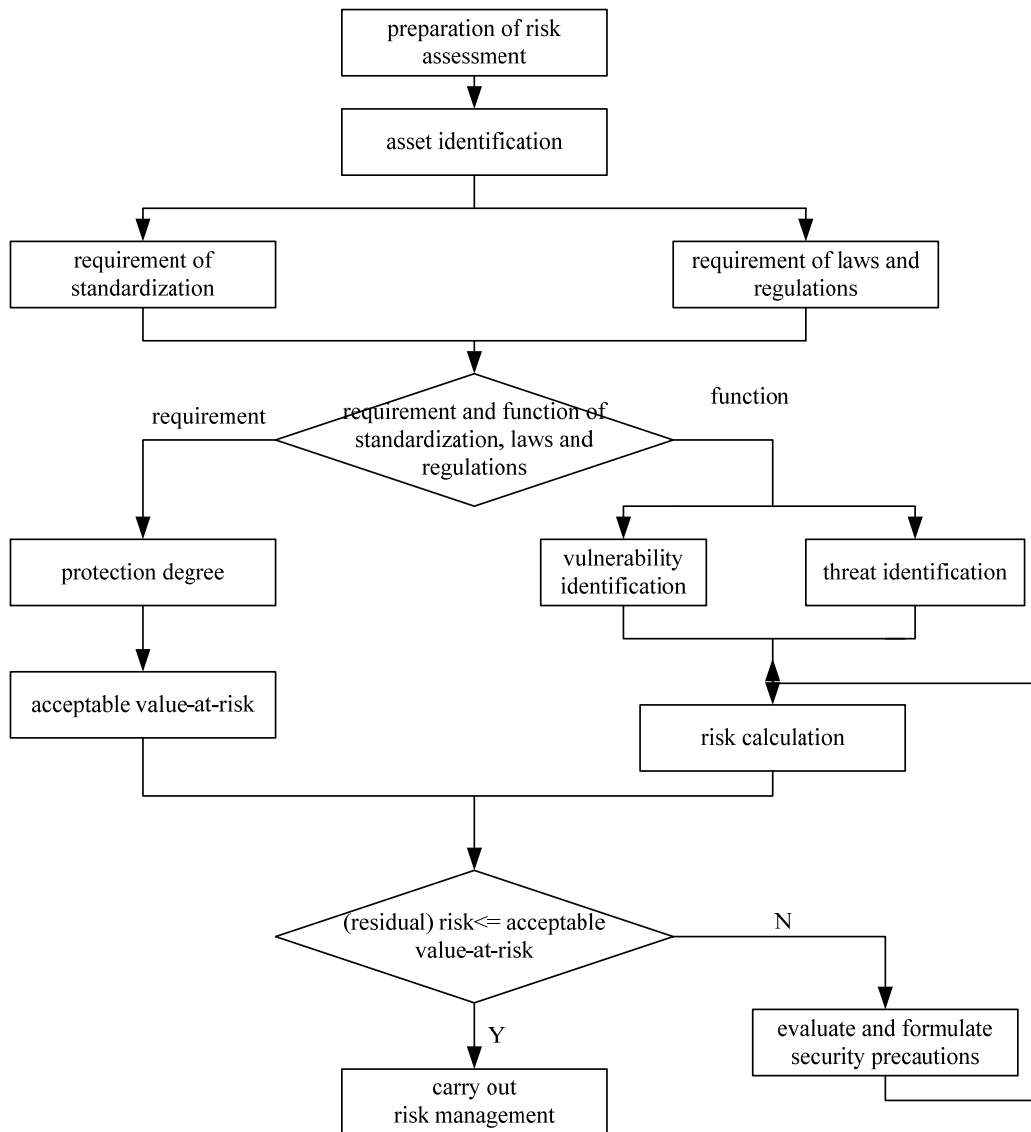 preparation of risk
assessment
asset identification
requirement of
standardization
requirement of laws and
regulations
requirement
requirement and function of
standardization, laws and
regulations
function
protection degree
vulnerability
identification
threat identification
acceptable value-at-risk
risk calculation
(residual) risk<= acceptable
value-at-risk
N
Y
evaluate and formulate
security precautions
carry out
risk management